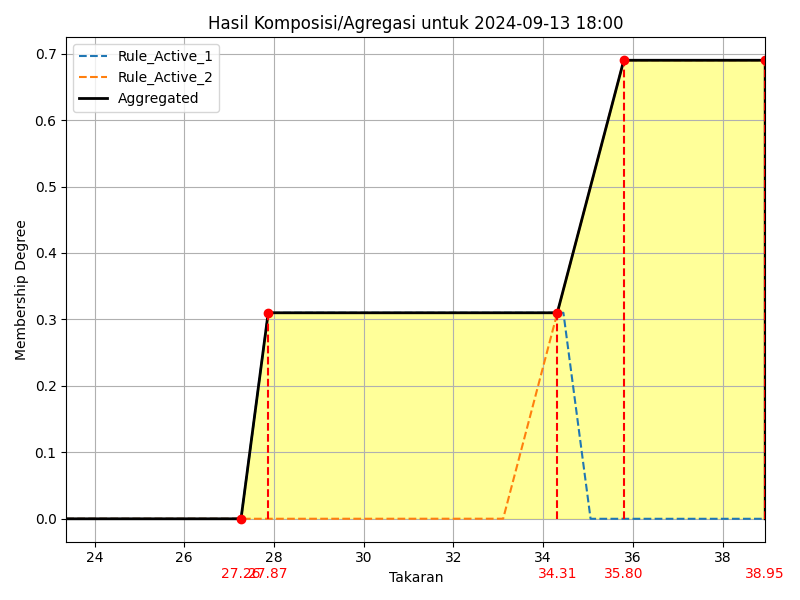 Hasil Komposisi/Agregasi untuk 2024-09-13 18:00
Rule_Active_1
Rule_Active_2
Aggregated
Membership Degree
0.7
0.6
0.5
0.4
0.3
0.2
0.1
0.0
24 26 28 30 32 34 36 38
27.26 27.87 34.31 35.80 38.95
Takaran